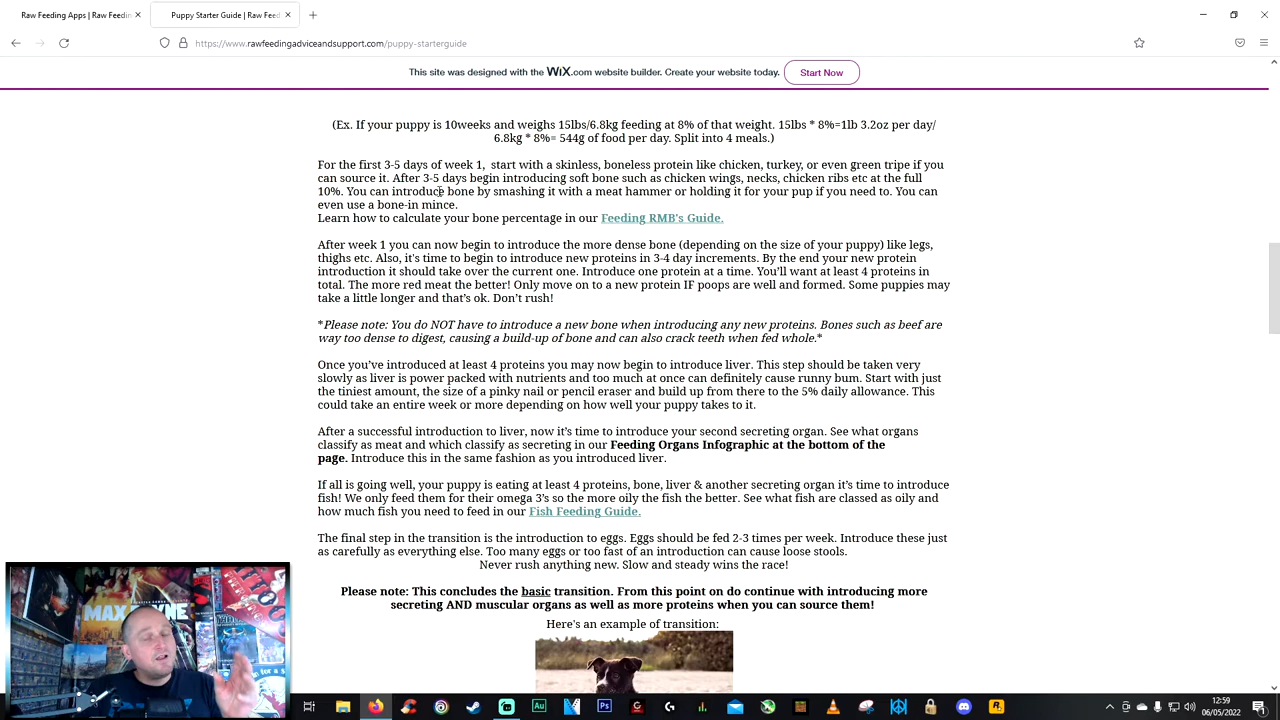 Raw Feeding Apps | Raw Feedin
Puppy Starter Guide | Raw Feed
https://www.rawfeedingadviceandsupport.com/puppy-starterguide
This site was designed with the WiX.com website builder. Create your website today.
Start Now
(Ex. If your puppy is 10weeks and weighs 15lbs/6.8kg feeding at 8% of that weight. 15lbs * 8%=1lb 3.2oz per day/
6.8kg * 8%= 544g of food per day. Split into 4 meals.)
For the first 3-5 days of week 1, start with a skinless, boneless protein like chicken, turkey, or even green tripe if you
can source it. After 3-5 days begin introducing soft bone such as chicken wings, necks, chicken ribs etc at the full
10%. You can introduce bone by smashing it with a meat hammer or holding it for your pup if you need to. You can
even use a bone-in mince.
Learn how to calculate your bone percentage in our Feeding RMB's Guide.
After week 1 you can now begin to introduce the more dense bone (depending on the size of your puppy) like legs,
thighs etc. Also, it's time to begin to introduce new proteins in 3-4 day increments. By the end your new protein
introduction it should take over the current one. Introduce one protein at a time. You'll want at least 4 proteins in
total. The more red meat the better! Only move on to a new protein IF poops are well and formed. Some puppies may
take a little longer and that's ok. Don't rush!
*Please note: You do NOT have to introduce a new bone when introducing any new proteins. Bones such as beef are
way too dense to digest, causing a build-up of bone and can also crack teeth when fed whole.*
Once you've introduced at least 4 proteins you may now begin to introduce liver. This step should be taken very
slowly as liver is power packed with nutrients and too much at once can definitely cause runny bum. Start with just
the tiniest amount, the size of a pinky nail or pencil eraser and build up from there to the 5% daily allowance. This
could take an entire week or more depending on how well your puppy takes to it.
After a successful introduction to liver, now it's time to introduce your second secreting organ. See what organs
classify as meat and which classify as secreting in our Feeding Organs Infographic at the bottom of the
page. Introduce this in the same fashion as you introduced liver.
If all is going well, your puppy is eating at least 4 proteins, bone, liver & another secreting organ it's time to introduce
fish! We only feed them for their omega 3's so the more oily the fish the better. See what fish are classed as oily and
how much fish you need to feed in our Fish Feeding Guide.
The final step in the transition is the introduction to eggs. Eggs should be fed 2-3 times per week. Introduce these just
as carefully as everything else. Too many eggs or too fast of an introduction can cause loose stools.
Never rush anything new. Slow and steady wins the race!
Please note: This concludes the basic transition. From this point on do continue with introducing more
secreting AND muscular organs as well as more proteins when you can source them!
Here's an example of transition:
MAX PAYNE
12:59
06/05/2022